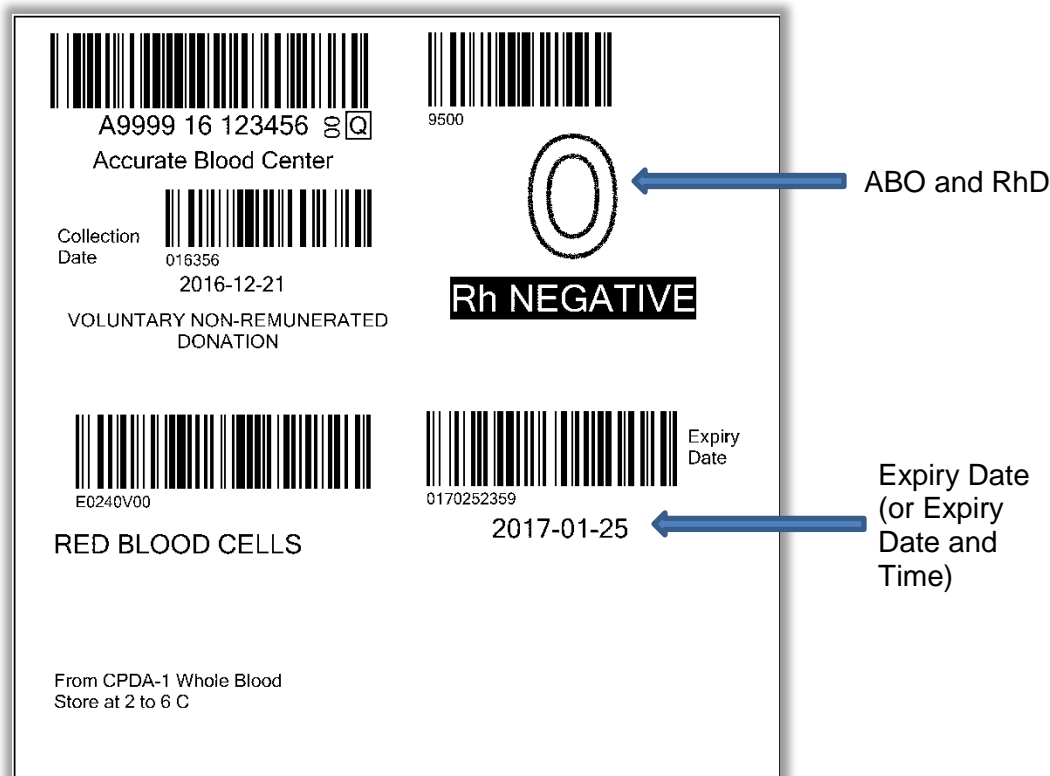 A9999 16 123456 00 Q
Accurate Blood Center
Collection
Date
016356
2016-12-21
VOLUNTARY NON-REMUNERATED
DONATION
9500
O
Rh NEGATIVE
ABO and RhD
E0240V00
RED BLOOD CELLS
Expiry
Date
0170252359
2017-01-25
Expiry Date
(or Expiry
Date and
Time)
From CPDA-1 Whole Blood
Store at 2 to 6 C